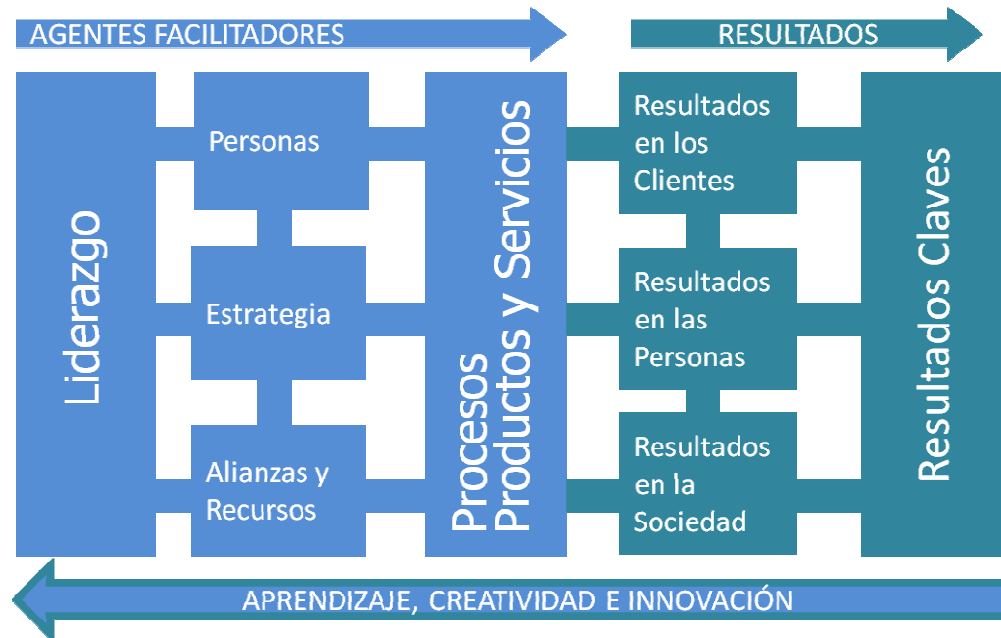 AGENTES FACILITADORES
RESULTADOS
Liderazgo
Personas
Estrategia
Alianzas y
Recursos
Procesos
Productos y Servicios
Resultados
en los
Clientes
Resultados
en las
Personas
Resultados
en la
Sociedad
Resultados Claves
APRENDIZAJE, CREATIVIDAD E INNOVACIÓN